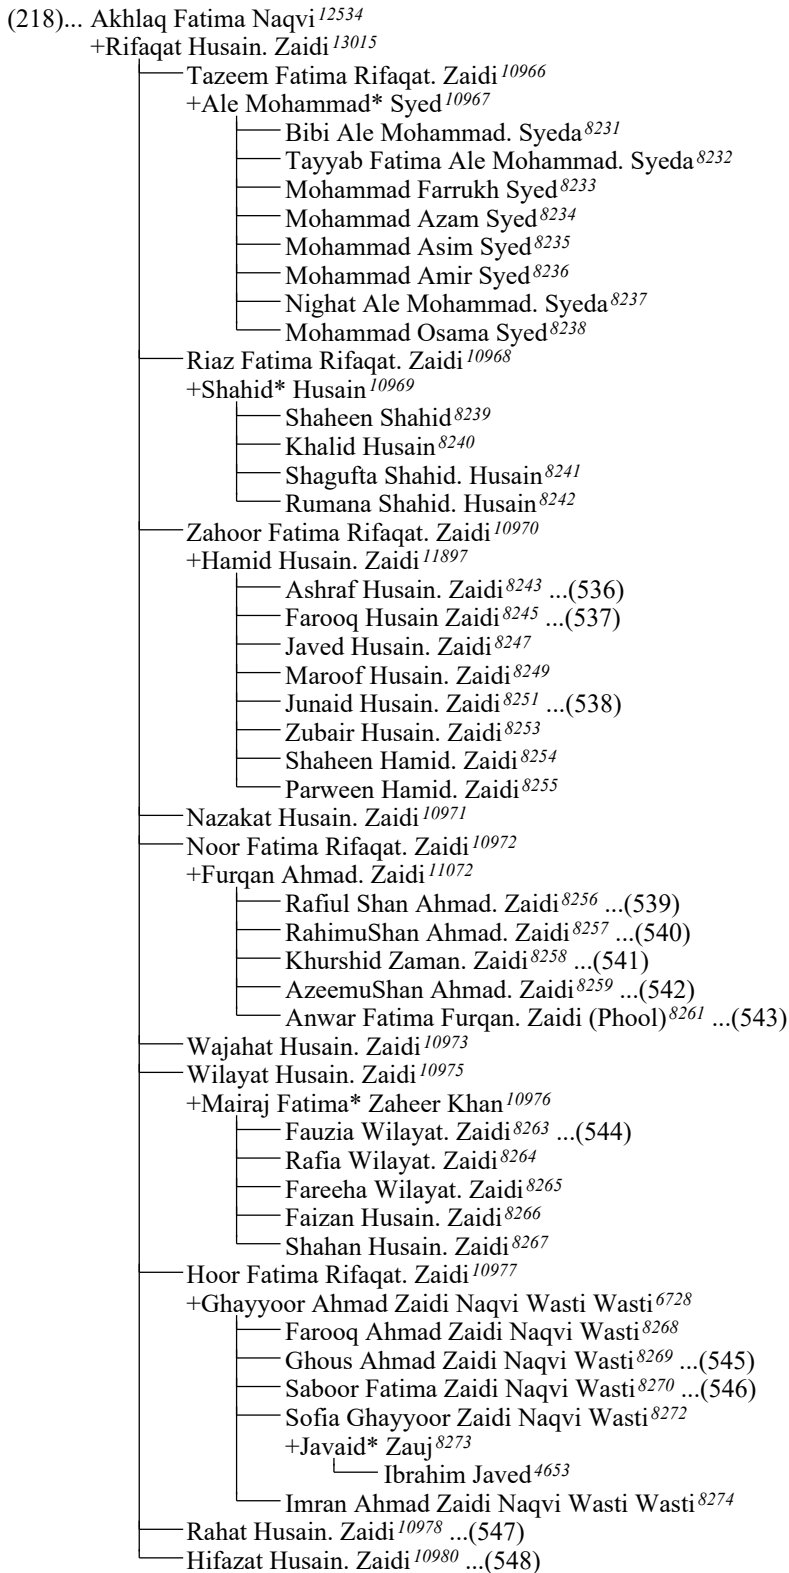 (218)... Akhlaq Fatima Naqvi 12534
+Rifaqat Husain. Zaidi 13015
Tazeem Fatima Rifaqat. Zaidi 10966
+Ale Mohammad* Syed 10967
Bibi Ale Mohammad. Syeda 8231
Tayyab Fatima Ale Mohammad. Syeda 8232
Mohammad Farrukh Syed 8233
Mohammad Azam Syed 8234
Mohammad Asim Syed 8235
Mohammad Amir Syed 8236
Nighat Ale Mohammad. Syeda 8237
Mohammad Osama Syed 8238
Riaz Fatima Rifaqat. Zaidi 10968
+Shahid* Husain 10969
Shaheen Shahid 8239
Khalid Husain 8240
Shagufta Shahid. Husain 8241
Rumana Shahid. Husain 8242
Zahoor Fatima Rifaqat. Zaidi 10970
+Hamid Husain. Zaidi 11897
Ashraf Husain. Zaidi 8243 ...(536)
Farooq Husain Zaidi 8245 ...(537)
Javed Husain. Zaidi 8247
Maroof Husain. Zaidi 8249
Junaid Husain. Zaidi 8251 ...(538)
Zubair Husain. Zaidi 8253
Shaheen Hamid. Zaidi 8254
Parween Hamid. Zaidi 8255
Nazakat Husain. Zaidi 10971
Noor Fatima Rifaqat. Zaidi 10972
+Furqan Ahmad. Zaidi 11072
Rafiul Shan Ahmad. Zaidi 8256 ...(539)
RahimuShan Ahmad. Zaidi 8257 ...(540)
Khurshid Zaman. Zaidi 8258 ...(541)
AzeemuShan Ahmad. Zaidi 8259 ...(542)
Anwar Fatima Furqan. Zaidi (Phool) 8261 ...(543)
Wajahat Husain. Zaidi 10973
Wilayat Husain. Zaidi 10975
+Mairaj Fatima* Zaheer Khan 10976
Fauzia Wilayat. Zaidi 8263 ...(544)
Rafia Wilayat. Zaidi 8264
Fareeha Wilayat. Zaidi 8265
Faizan Husain. Zaidi 8266
Shahan Husain. Zaidi 8267
Hoor Fatima Rifaqat. Zaidi 10977
+Ghayyoor Ahmad Zaidi Naqvi Wasti Wasti 6728
Farooq Ahmad Zaidi Naqvi Wasti 8268
Ghous Ahmad Zaidi Naqvi Wasti 8269 ...(545)
Saboor Fatima Zaidi Naqvi Wasti 8270 ...(546)
Sofia Ghayyoor Zaidi Naqvi Wasti 8272
+Javaid* Zauj 8273
Ibrahim Javed 4653
Imran Ahmad Zaidi Naqvi Wasti Wasti 8274
Rahat Husain. Zaidi 10978 ...(547)
Hifazat Husain. Zaidi 10980 ...(548)